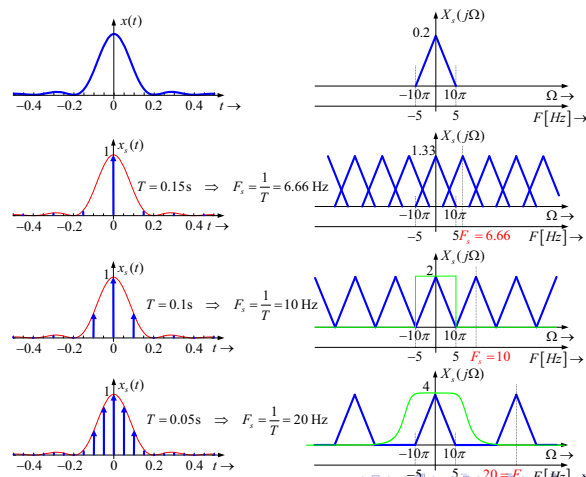 x(t)
−0.4 −0.2 0 0.2 0.4 t →
X_s(jΩ)
0.2
−10π 10π Ω →
−5 5 F[Hz] →
x_s(t)
1
T = 0.15s ⇒ F_s = 1/T = 6.66 Hz
−0.4 −0.2 0 0.2 0.4 t →
X_s(jΩ)
1.33
−10π 10π Ω →
5 F_s = 6.66 F[Hz] →
x_s(t)
1
T = 0.1s ⇒ F_s = 1/T = 10 Hz
−0.4 −0.2 0 0.2 0.4 t →
X_s(jΩ)
2
−10π 10π Ω →
−5 5 F_s = 10 F[Hz] →
x_s(t)
1
T = 0.05s ⇒ F_s = 1/T = 20 Hz
−0.4 −0.2 0 0.2 0.4 t →
X_s(jΩ)
4
−10π 10π Ω →
−5 5 20 = F F[Hz] →